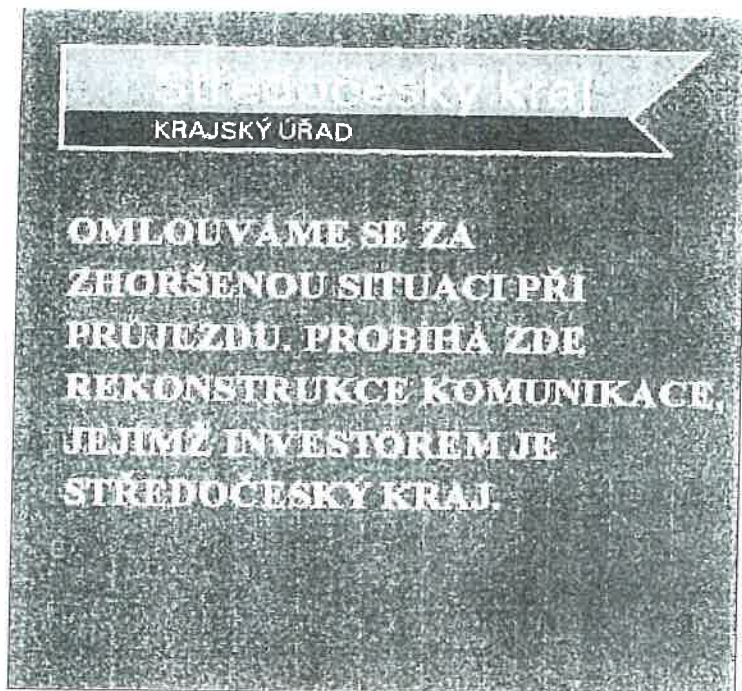 Středočeský kraj
KRAJSKÝ ÚŘAD
OMLOUVÁME SE ZA
ZHORŠENOU SITUACI PŘI
PRŮJEZDU. PROBÍHÁ ZDE
REKONSTRUKCE KOMUNIKACE,
JEJÍMŽ INVESTOREM JE
STŘEDOČESKÝ KRAJ.